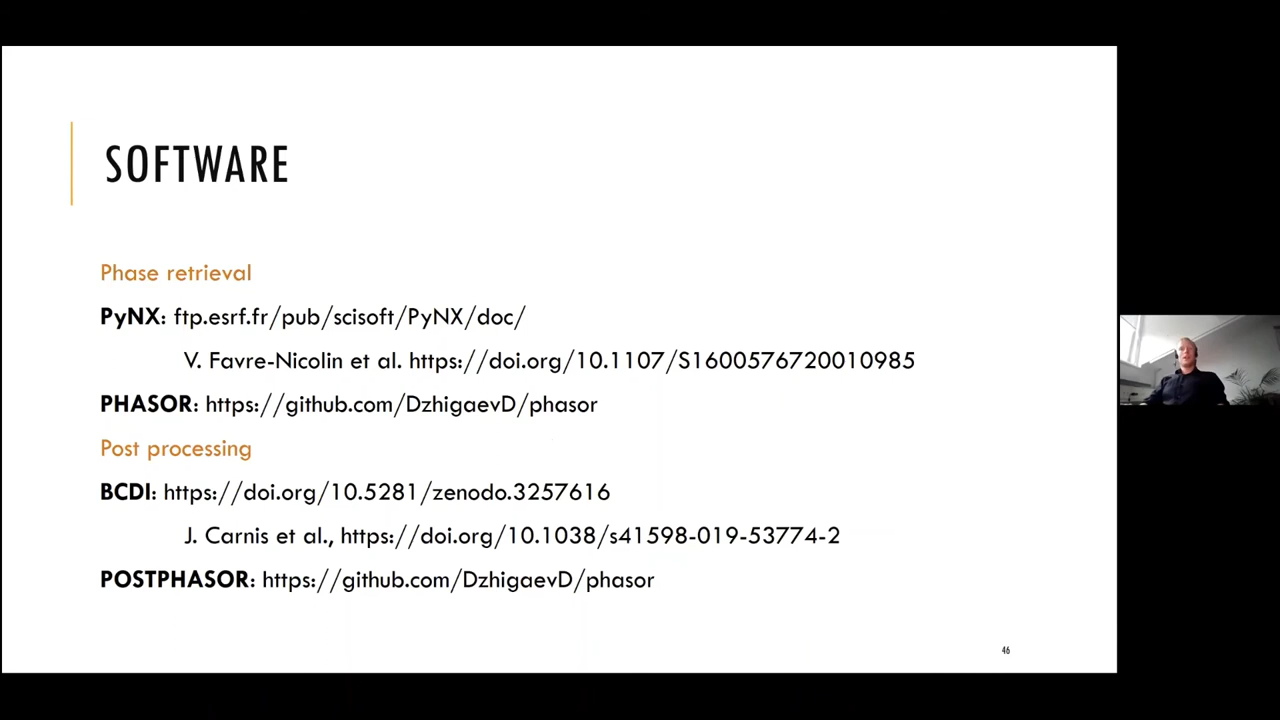 SOFTWARE
Phase retrieval
PyNX: ftp.esrf.fr/pub/scisoft/PyNX/doc/
V. Favre-Nicolin et al. https://doi.org/10.1107/S1600576720010985
PHASOR: https://github.com/DzhigaevD/phasor
Post processing
BCDI: https://doi.org/10.5281/zenodo.3257616
J. Carnis et al., https://doi.org/10.1038/s41598-019-53774-2
POSTPHASOR: https://github.com/DzhigaevD/phasor
46